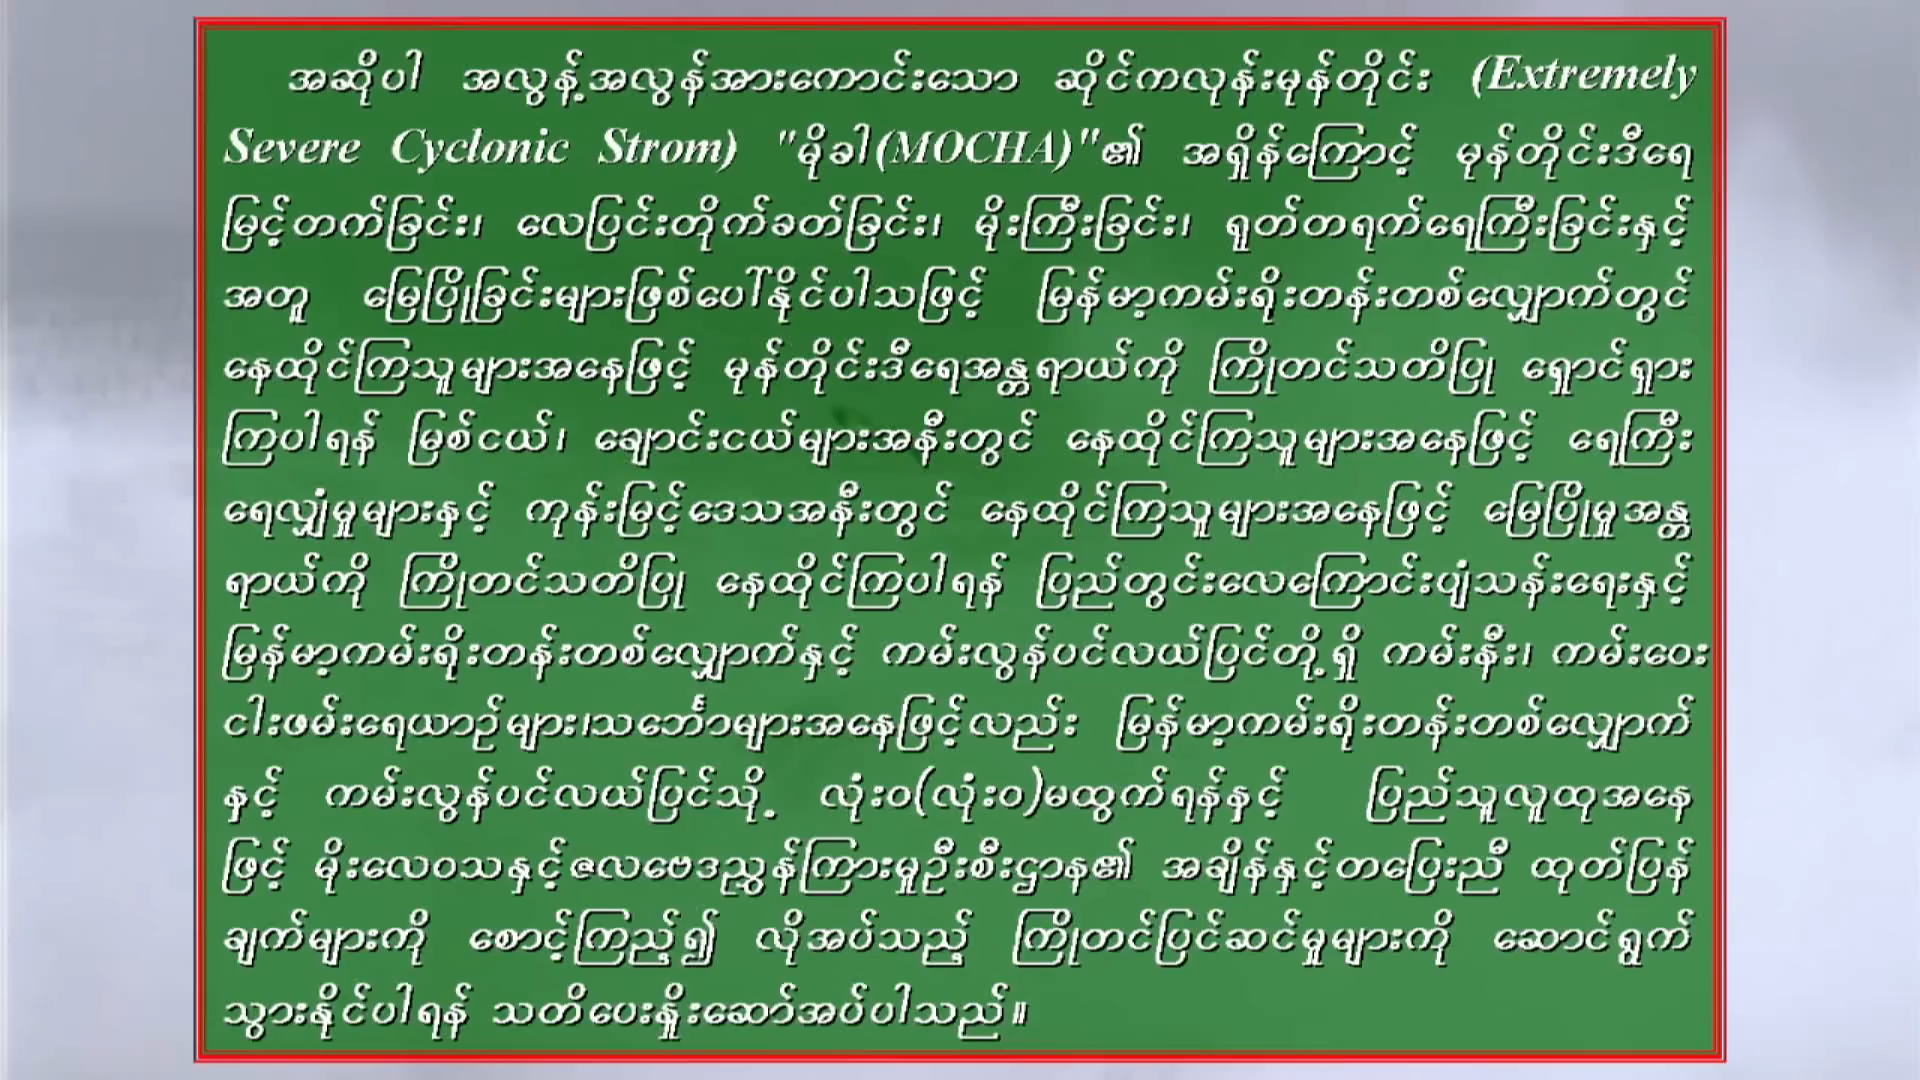 အဆိုပါ အလွန့်အလွန်အားကောင်းသော ဆိုင်ကလုန်းမုန်တိုင်း (Extremely
Severe Cyclonic Strom) "မိုခါ(MOCHA)"၏ အရှိန်ကြောင့် မုန်တိုင်းဒီရေ
မြင့်တက်ခြင်း၊ လေပြင်းတိုက်ခတ်ခြင်း၊ မိုးကြီးခြင်း၊ ရုတ်တရက်ရေကြီးခြင်းနှင့်
အတူ မြေပြိုခြင်းများဖြစ်ပေါ်နိုင်ပါသဖြင့် မြန်မာ့ကမ်းရိုးတန်းတစ်လျှောက်တွင်
နေထိုင်ကြသူများအနေဖြင့် မုန်တိုင်းဒီရေအန္တရာယ်ကို ကြိုတင်သတိပြု ရှောင်ရှား
ကြပါရန် မြစ်ငယ်၊ ချောင်းငယ်များအနီးတွင် နေထိုင်ကြသူများအနေဖြင့် ရေကြီး
ရေလျှံမှုများနှင့် ကုန်းမြင့်ဒေသအနီးတွင် နေထိုင်ကြသူများအနေဖြင့် မြေပြိုမှုအန္တ
ရာယ်ကို ကြိုတင်သတိပြု နေထိုင်ကြပါရန် ပြည်တွင်းလေကြောင်းပျံသန်းရေးနှင့်
မြန်မာ့ကမ်းရိုးတန်းတစ်လျှောက်နှင့် ကမ်းလွန်ပင်လယ်ပြင်တို့ရှိ ကမ်းနီး၊ ကမ်းဝေး
ငါးဖမ်းရေယာဉ်များ၊သင်္ဘောများအနေဖြင့်လည်း မြန်မာ့ကမ်းရိုးတန်းတစ်လျှောက်
နှင့် ကမ်းလွန်ပင်လယ်ပြင်သို့ လုံးဝ(လုံးဝ)မထွက်ရန်နှင့် ပြည်သူလူထုအနေ
ဖြင့် မိုးလေဝသနှင့်ဇလဗေဒညွှန်ကြားမှုဦးစီးဌာန၏ အချိန်နှင့်တပြေးညီ ထုတ်ပြန်
ချက်များကို စောင့်ကြည့်၍ လိုအပ်သည့် ကြိုတင်ပြင်ဆင်မှုများကို ဆောင်ရွက်
သွားနိုင်ပါရန် သတိပေးနှိုးဆော်အပ်ပါသည်။